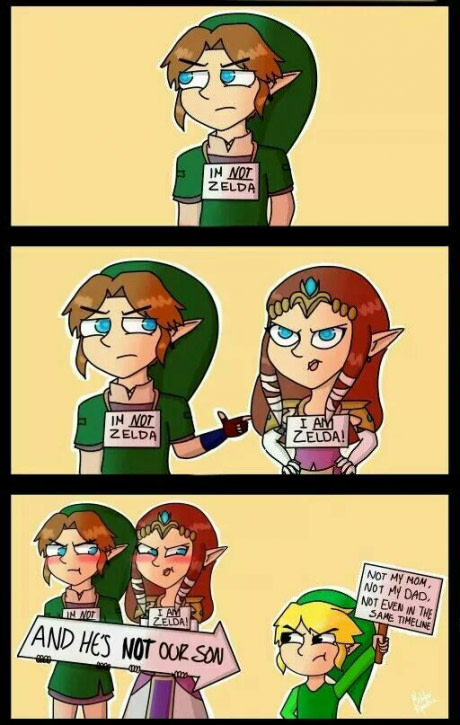 IM NOT
ZELDA
IM NOT
ZELDA
I AM
ZELDA!
IM NOT
I AM
ZELDA!
AND HE'S NOT OUR SON
NOT MY MOM,
NOT MY DAD,
NOT EVEN IN THE
SAME TIMELINE